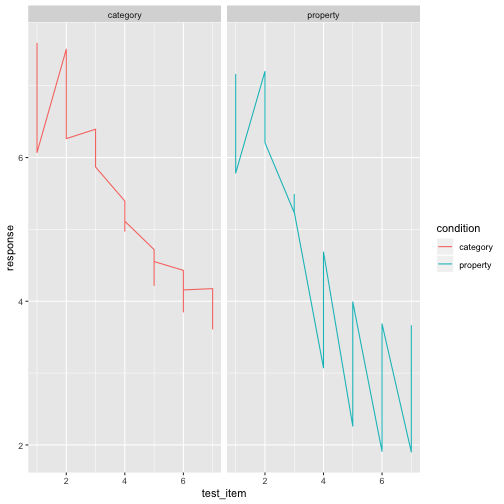 category property
6
4
2
response
2 4 6 2 4 6
test_item
condition
category
property